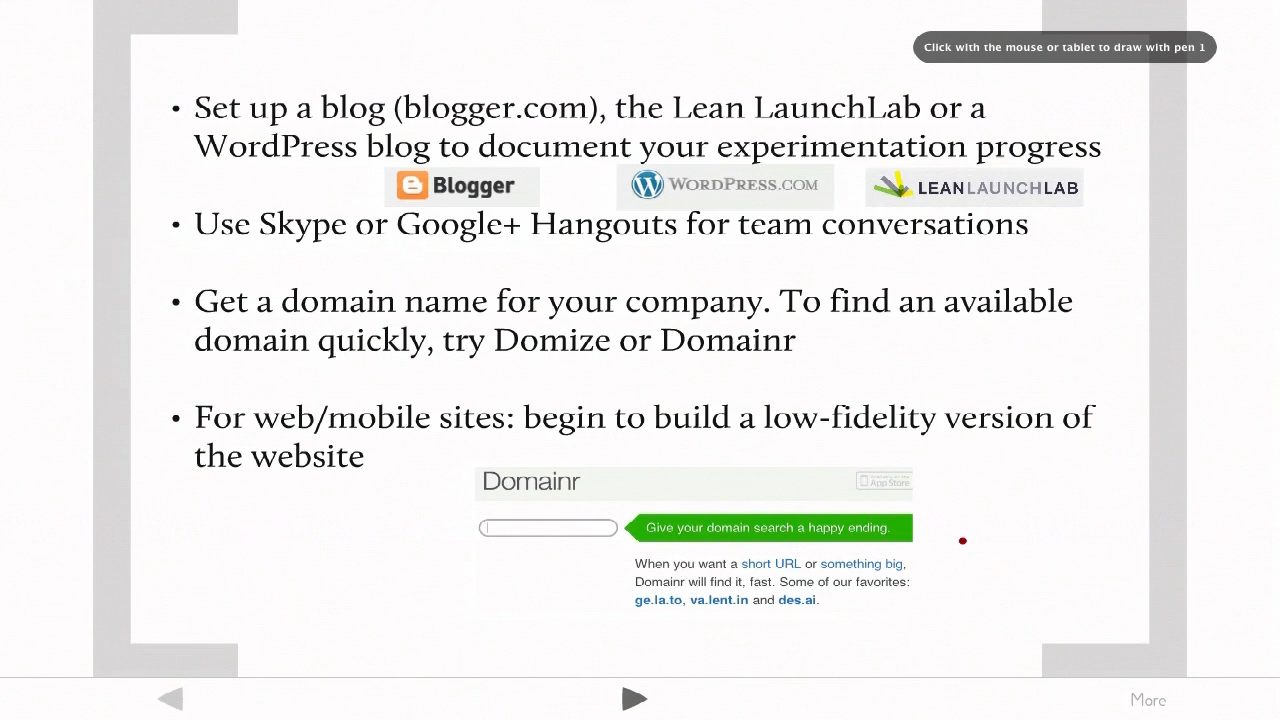 Click with the mouse or tablet to draw with pen 1
• Set up a blog (blogger.com), the Lean LaunchLab or a
WordPress blog to document your experimentation progress
Blogger
WORDPRESS.COM
LEANLAUNCHLAB
• Use Skype or Google+ Hangouts for team conversations
• Get a domain name for your company. To find an available
domain quickly, try Domize or Domainr
• For web/mobile sites: begin to build a low-fidelity version of
the website
Domainr
App Store
Give your domain search a happy ending.
When you want a short URL or something big,
Domainr will find it, fast. Some of our favorites:
ge.la.to, va.lent.in and des.ai.
More